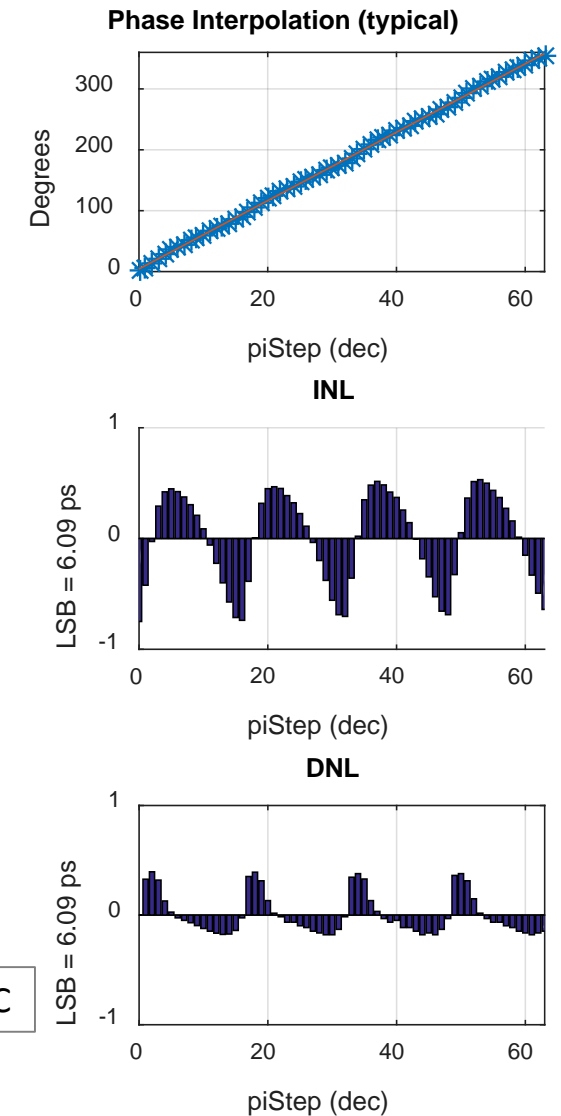 Phase Interpolation (typical)
300
200
100
0
Degrees
0 20 40 60
piStep (dec)
INL
1
0
-1
LSB = 6.09 ps
0 20 40 60
piStep (dec)
DNL
1
0
-1
LSB = 6.09 ps
C
0 20 40 60
piStep (dec)